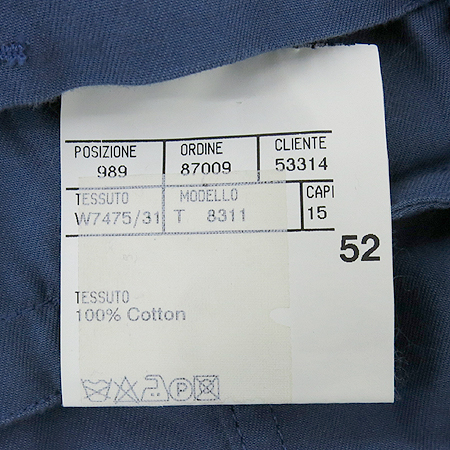 POSIZIONE ORDINE CLIENTE
989 87009 53314
TESSUTO MODELLO CAPI
W7475/31 T 8311 15
52
TESSUTO
100% Cotton